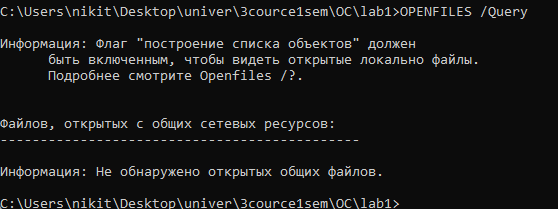 C:\Users\nikit\Desktop\univer\3cource1sem\OC\lab1>OPENFILES /Query
Информация: Флаг "построение списка объектов" должен
быть включенным, чтобы видеть открытые локально файлы.
Подробнее смотрите Openfiles /?.
Файлов, открытых с общих сетевых ресурсов:
---------------------------------------------
Информация: Не обнаружено открытых общих файлов.
C:\Users\nikit\Desktop\univer\3cource1sem\OC\lab1>